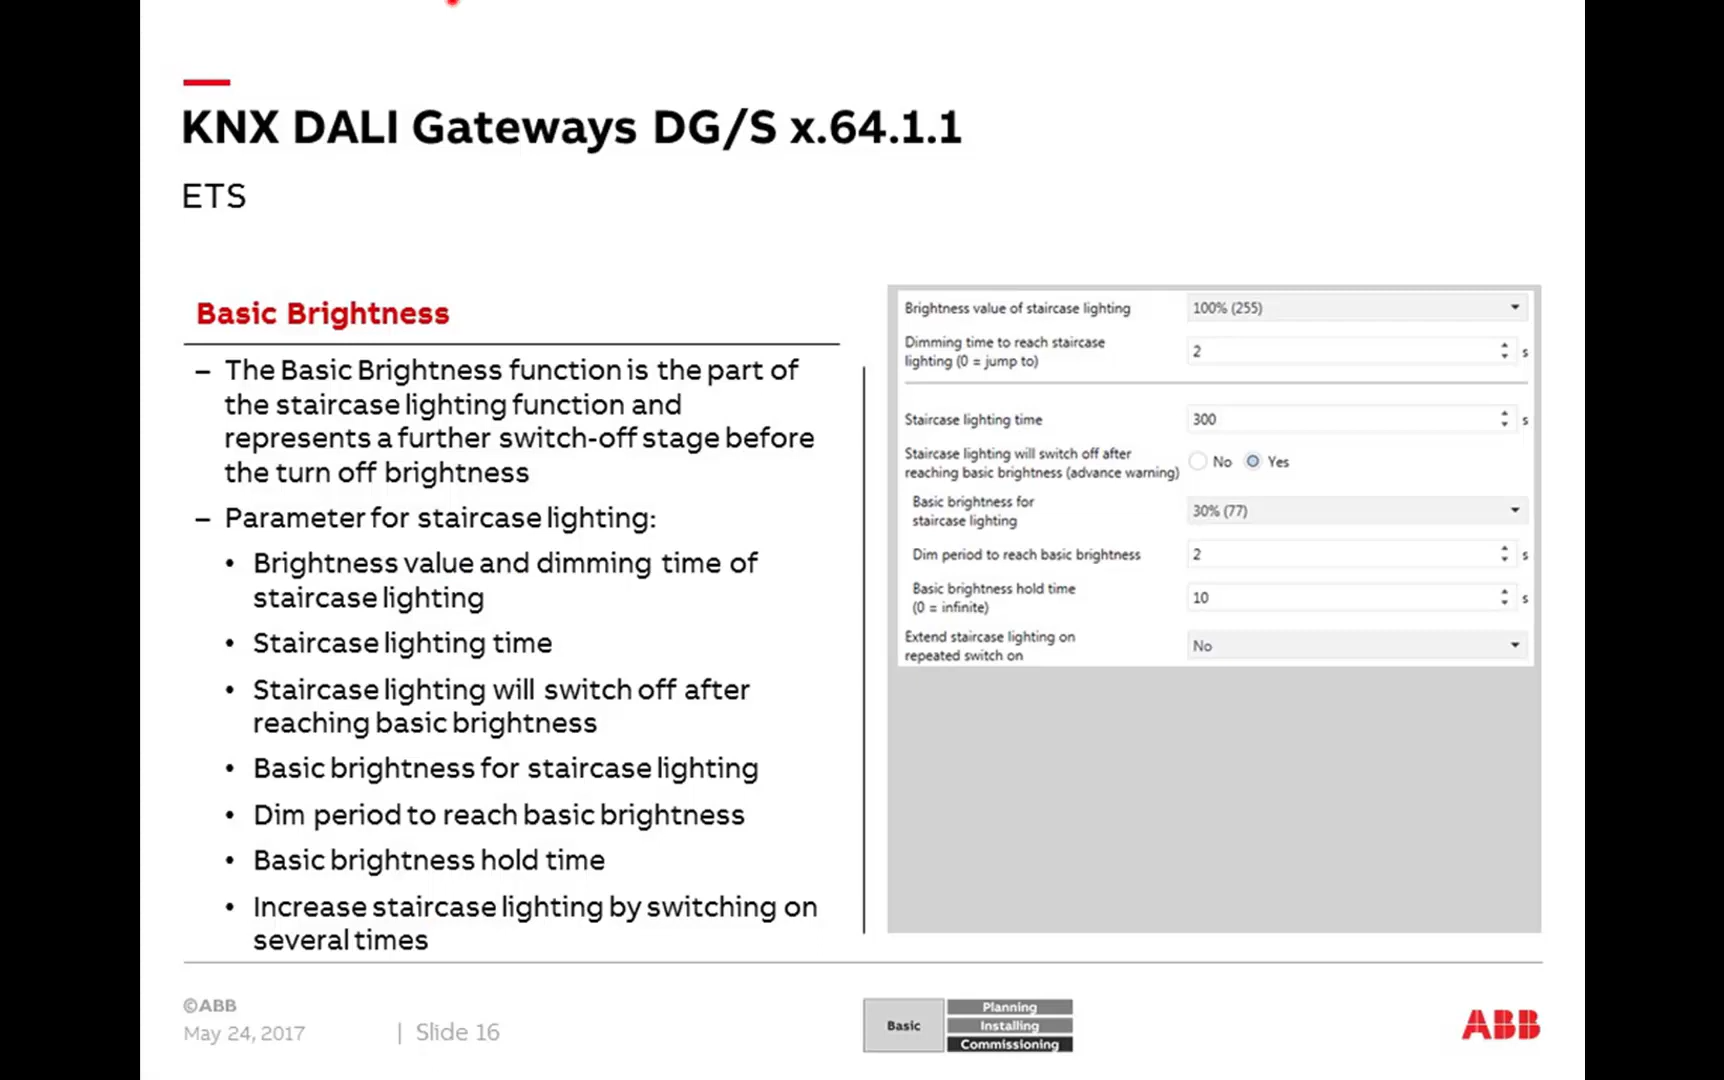 KNX DALI Gateways DG/S x.64.1.1
ETS
Basic Brightness
– The Basic Brightness function is the part of
the staircase lighting function and
represents a further switch-off stage before
the turn off brightness
– Parameter for staircase lighting:
• Brightness value and dimming time of
staircase lighting
• Staircase lighting time
• Staircase lighting will switch off after
reaching basic brightness
• Basic brightness for staircase lighting
• Dim period to reach basic brightness
• Basic brightness hold time
• Increase staircase lighting by switching on
several times
Brightness value of staircase lighting 100% (255)
Dimming time to reach staircase
lighting (0 = jump to) 2 s
Staircase lighting time 300 s
Staircase lighting will switch off after
reaching basic brightness (advance warning) No Yes
Basic brightness for
staircase lighting 30% (77)
Dim period to reach basic brightness 2 s
Basic brightness hold time
(0 = infinite) 10 s
Extend staircase lighting on
repeated switch on No
©ABB
May 24, 2017 | Slide 16
Basic
Planning
Installing
Commissioning
ABB